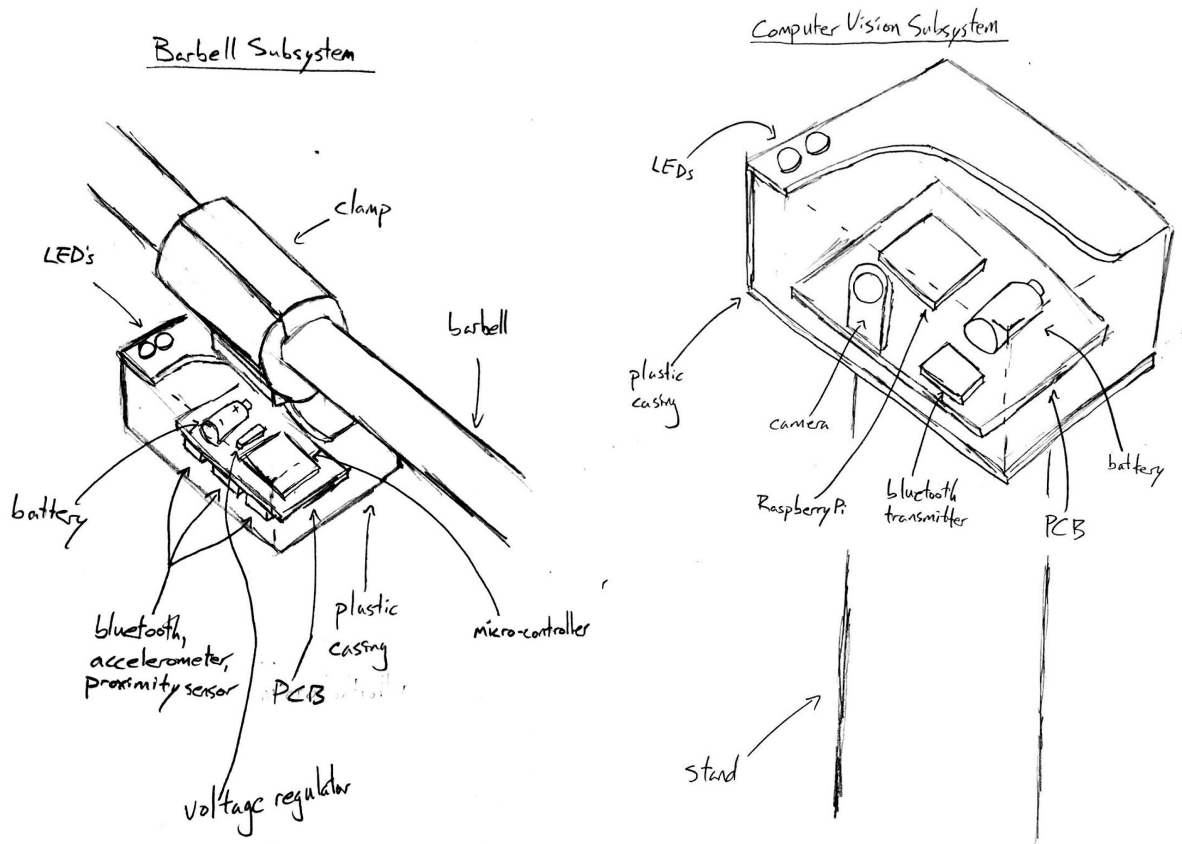 Barbell Subsystem
clamp
LED's
barbell
battery
bluetooth,
accelerometer,
proximity sensor
voltage regulator
PCB
plastic
casing
micro-controller
Computer Vision Subsystem
LEDs
plastic
casing
camera
Raspberry Pi
bluetooth
transmitter
PCB
battery
stand